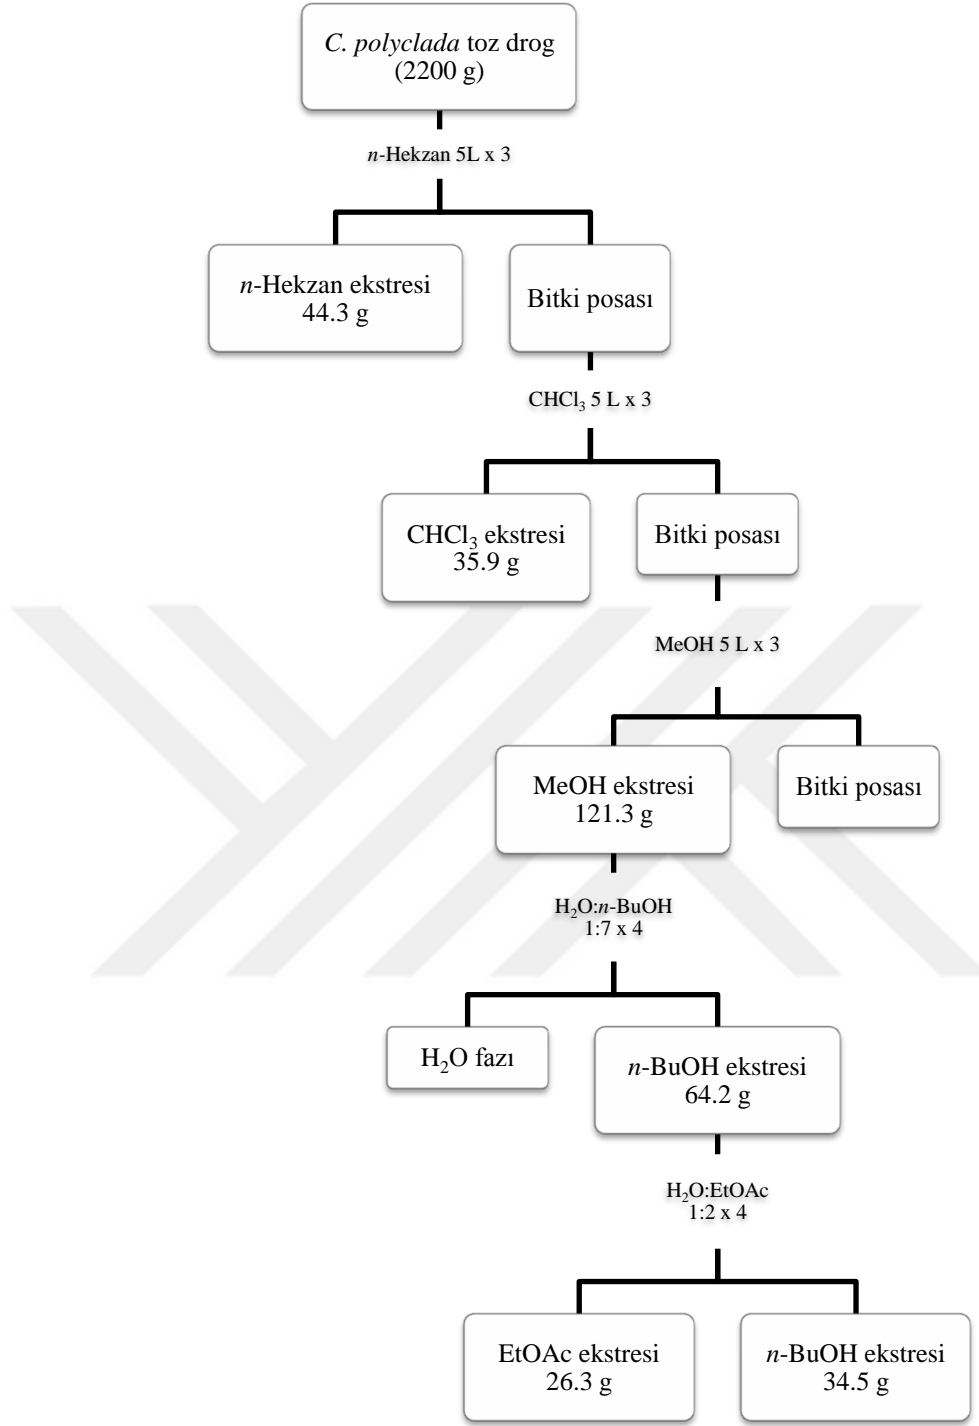 C. polyclada toz drog
(2200 g)
n-Hekzan 5L x 3
n-Hekzan ekstresi
44.3 g
Bitki posası
CHCl₃ 5 L x 3
CHCl₃ ekstresi
35.9 g
Bitki posası
MeOH 5 L x 3
MeOH ekstresi
121.3 g
Bitki posası
H₂O:n-BuOH
1:7 x 4
H₂O fazı
n-BuOH ekstresi
64.2 g
H₂O:EtOAc
1:2 x 4
EtOAc ekstresi
26.3 g
n-BuOH ekstresi
34.5 g